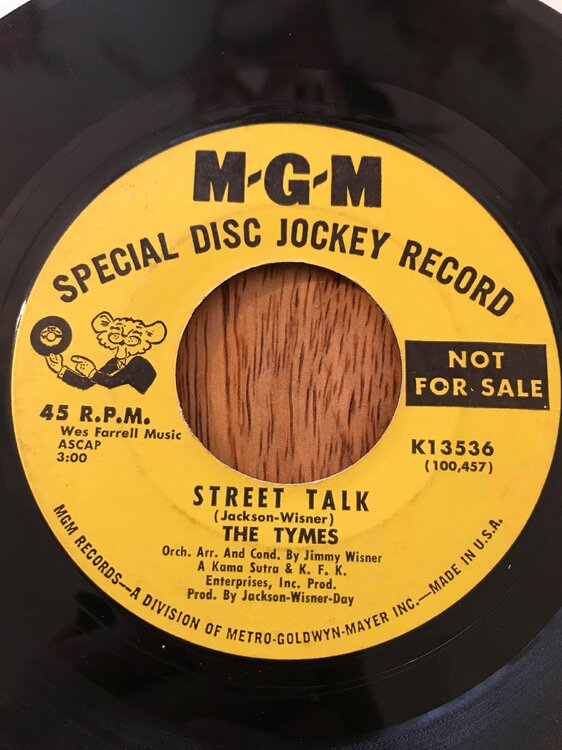 M-G-M
SPECIAL DISC JOCKEY RECORD
NOT
FOR SALE
45 R.P.M.
Wes Farrell Music
ASCAP
3:00
K13536
(100,457)
STREET TALK
(Jackson-Wisner)
THE TYMES
Orch. Arr. And Cond. By Jimmy Wisner
A Kama Sutra & K. F. K.
Enterprises, Inc. Prod.
Prod. By Jackson-Wisner-Day
MGM RECORDS—A DIVISION OF METRO-GOLDWYN-MAYER INC.—MADE IN U.S.A.